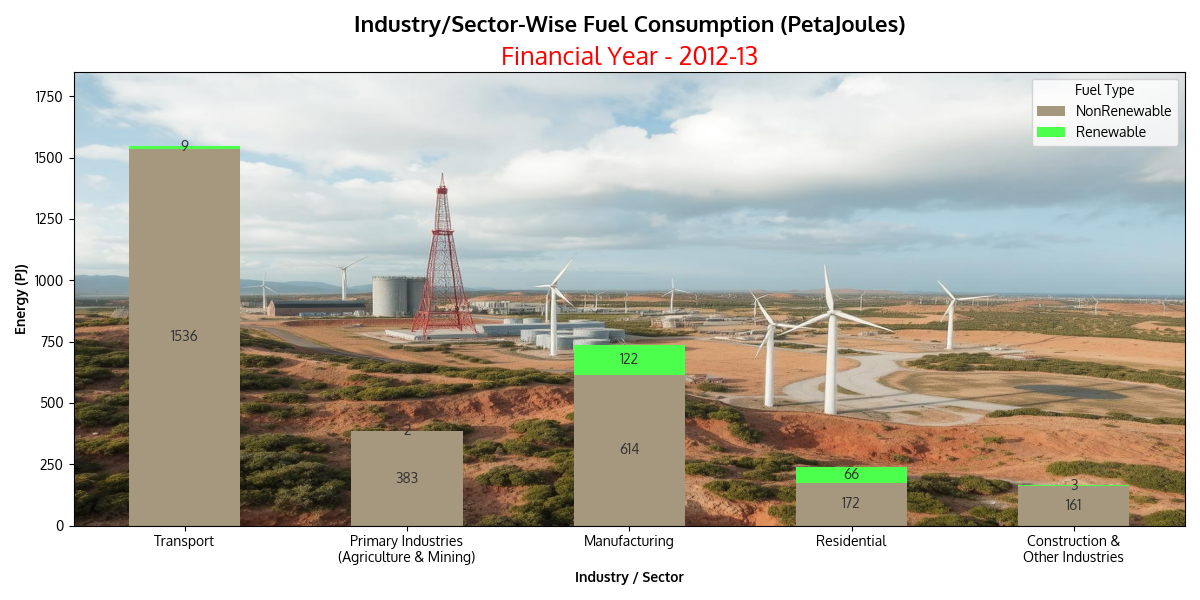 Industry/Sector-Wise Fuel Consumption (PetaJoules)
Financial Year - 2012-13
Fuel Type
NonRenewable
Renewable
Energy (PJ)
1750
1500
1250
1000
750
500
250
0
9
1536
2
383
122
614
66
172
3
161
Transport
Primary Industries
(Agriculture & Mining)
Manufacturing
Residential
Construction &
Other Industries
Industry / Sector